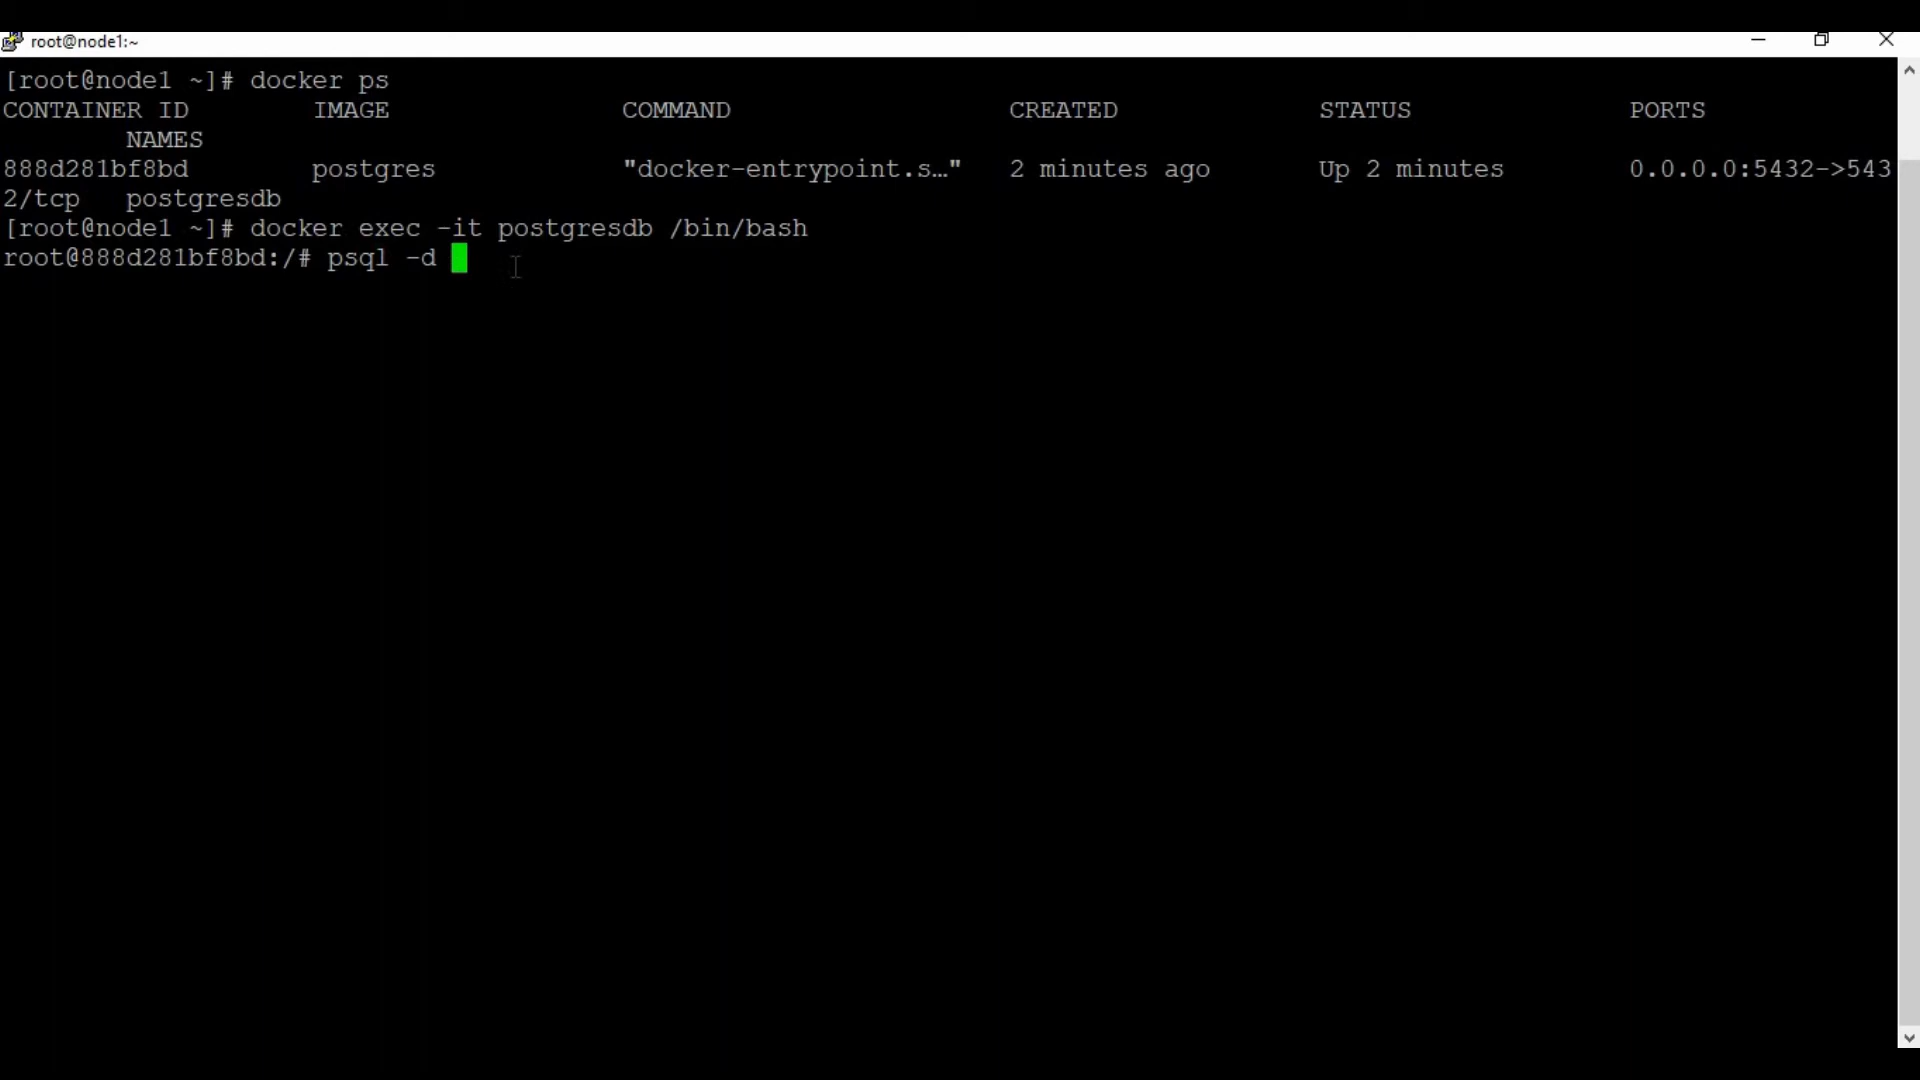 root@node1:~
[root@node1 ~]# docker ps
CONTAINER ID        IMAGE               COMMAND                  CREATED             STATUS              PORTS
        NAMES
888d281bf8bd        postgres            "docker-entrypoint.s…"   2 minutes ago       Up 2 minutes        0.0.0.0:5432->543
2/tcp   postgresdb
[root@node1 ~]# docker exec -it postgresdb /bin/bash
root@888d281bf8bd:/# psql -d